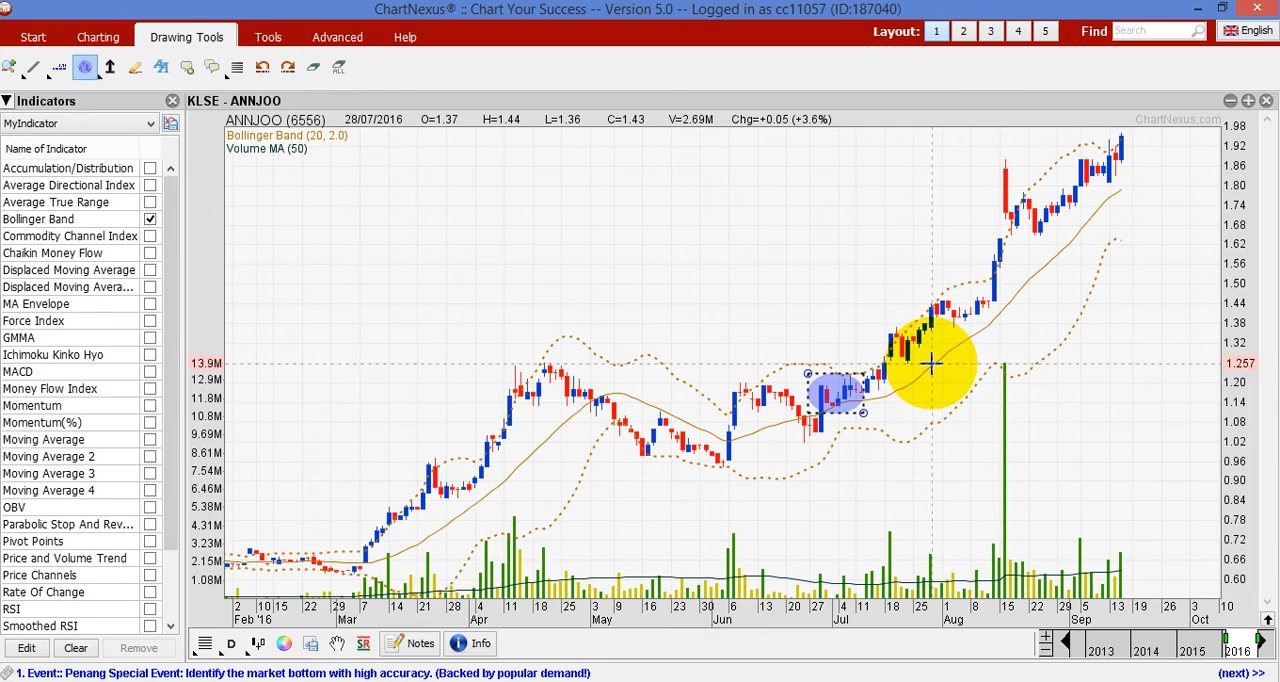 ChartNexus® :: Chart Your Success -- Version 5.0 -- Logged in as cc11057 (ID:187040)
Start Charting Drawing Tools Tools Advanced Help Layout: 1 2 3 4 5 Find Search English
ALL
Indicators
KLSE - ANNJOO
MyIndicator
ANNJOO (6556) 28/07/2016 O=1.37 H=1.44 L=1.36 C=1.43 V=2.69M Chg=+0.05 (+3.6%) ChartNexus.com
Bollinger Band (20, 2.0)
Volume MA (50)
Name of Indicator
Accumulation/Distribution
Average Directional Index
Average True Range
Bollinger Band
Commodity Channel Index
Chaikin Money Flow
Displaced Moving Average
Displaced Moving Avera...
MA Envelope
Force Index
GMMA
Ichimoku Kinko Hyo
MACD
Money Flow Index
Momentum
Momentum(%)
Moving Average
Moving Average 2
Moving Average 3
Moving Average 4
OBV
Parabolic Stop And Rev...
Pivot Points
Price and Volume Trend
Price Channels
Rate Of Change
RSI
Smoothed RSI
Edit Clear Remove
13.9M
12.9M
11.8M
10.8M
9.69M
8.61M
7.54M
6.46M
5.38M
4.31M
3.23M
2.15M
1.08M
1.98
1.92
1.86
1.80
1.74
1.68
1.62
1.56
1.50
1.44
1.38
1.32
1.257
1.20
1.14
1.08
1.02
0.96
0.90
0.84
0.78
0.72
0.66
0.60
2 10 15 22 29 7 14 21 28 4 11 18 25 3 9 16 23 30 6 13 20 27 4 11 18 25 1 8 15 22 29 5 13 19 26 3 10
Feb '16 Mar Apr May Jun Jul Aug Sep Oct
D SR Notes Info
2013 2014 2015 2016
1. Event:: Penang Special Event: Identify the market bottom with high accuracy. (Backed by popular demand!) (next) >>